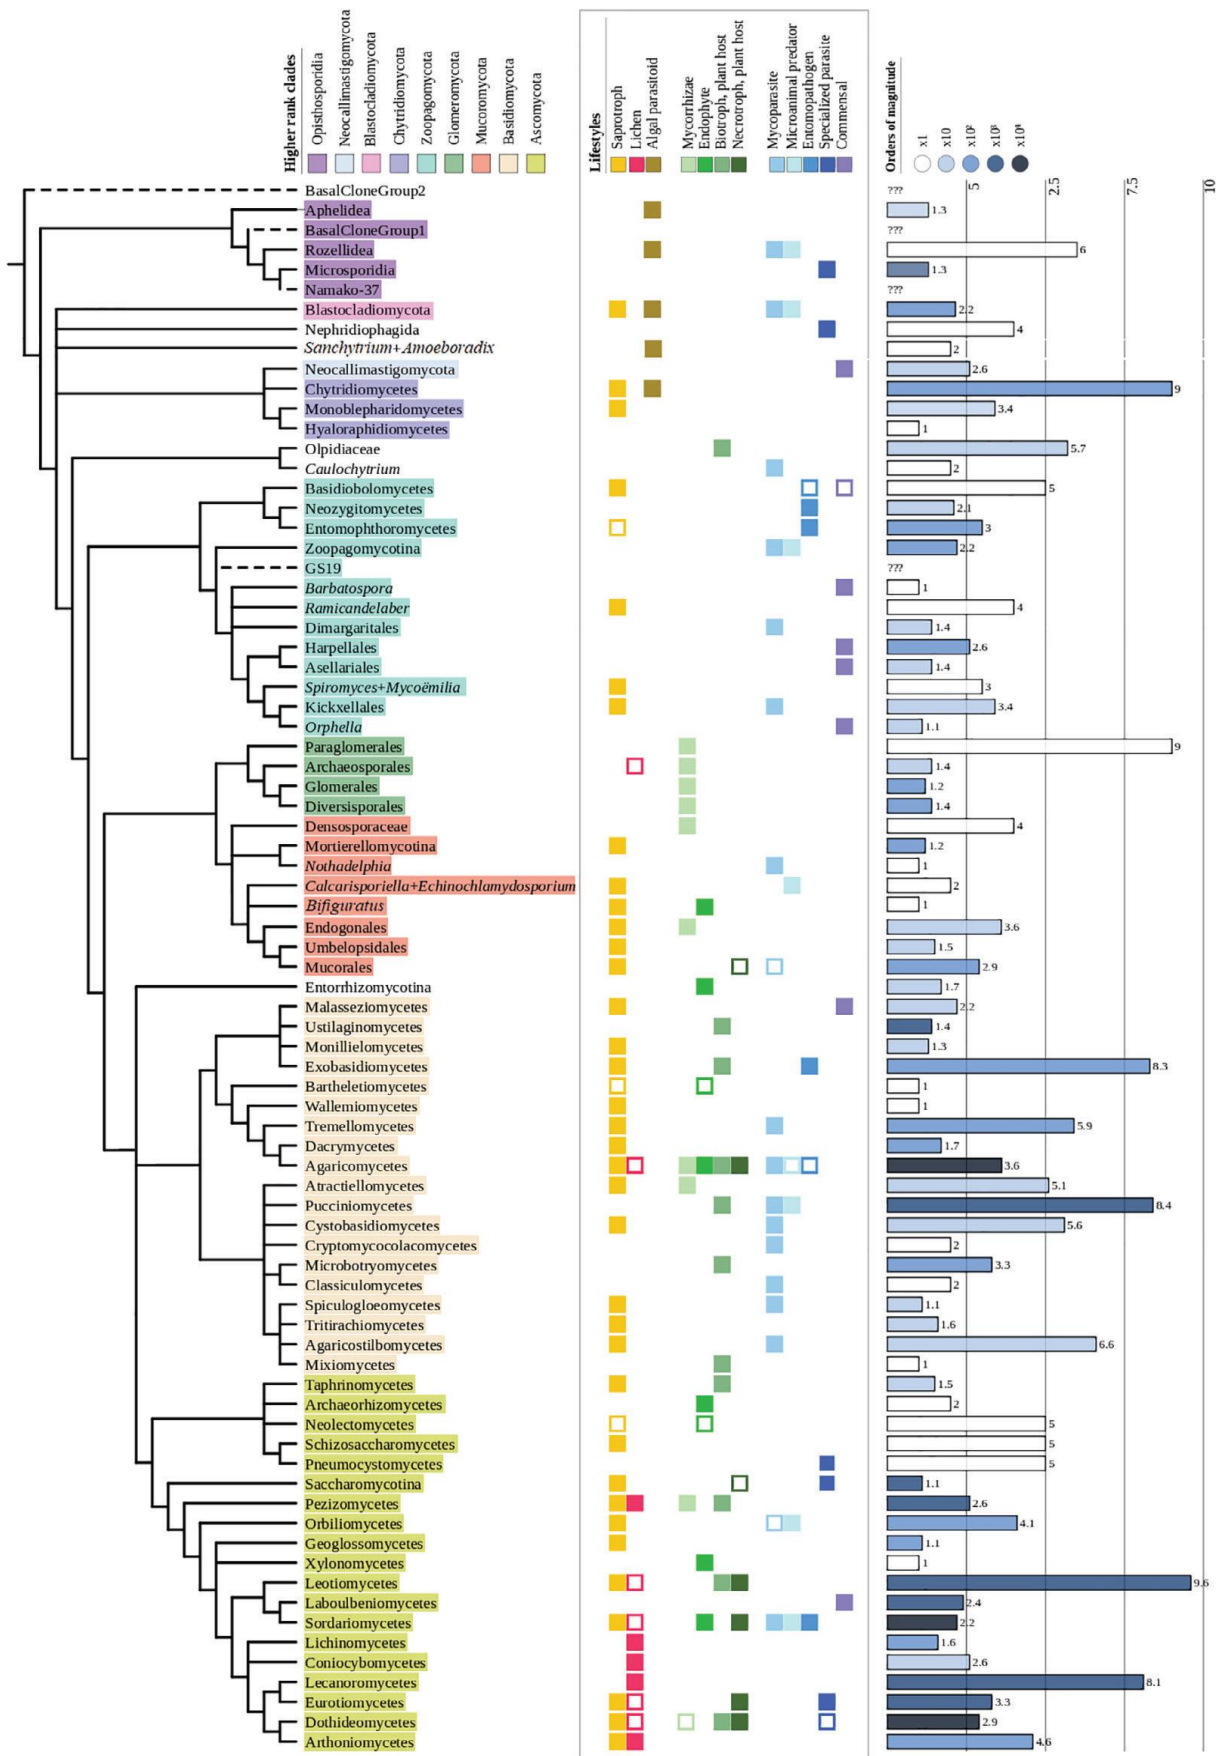 Higher rank clades
Opisthosporidia
Neocallimastigomycota
Blastocladiomycota
Chytridiomycota
Zoopagomycota
Glomeromycota
Mucoromycota
Basidiomycota
Ascomycota
Lifestyles
Saprotroph
Lichen
Algal parasitoid
Mycorrhizae
Endophyte
Biotroph, plant host
Necrotroph, plant host
Mycoparasite
Microanimal predator
Entomopathogen
Specialized parasite
Commensal
Orders of magnitude
x1
x10
x10²
x10³
x10⁴
5
2.5
7.5
10
BasalCloneGroup2 ???
Aphelidea 1.3
BasalCloneGroup1 ???
Rozellidea 6
Microsporidia 1.3
Namako-37 ???
Blastocladiomycota 2.2
Nephridiophagida 4
Sanchytrium+Amoeboradix 2
Neocallimastigomycota 2.6
Chytridiomycetes 9
Monoblepharidomycetes 3.4
Hyaloraphidiomycetes 1
Olpidiaceae 5.7
Caulochytrium 2
Basidiobolomycetes 5
Neozygitomycetes 2.1
Entomophthoromycetes 3
Zoopagomycotina 2.2
GS19 ???
Barbatospora 1
Ramicandelaber 4
Dimargaritales 1.4
Harpellales 2.6
Asellariales 1.4
Spiromyces+Mycoëmilia 3
Kickxellales 3.4
Orphella 1.1
Paraglomerales 9
Archaeosporales 1.4
Glomerales 1.2
Diversisporales 1.4
Densosporaceae 4
Mortierellomycotina 1.2
Nothadelphia 1
Calcarisporiella+Echinochlamydosporium 2
Bifiguratus 1
Endogonales 3.6
Umbelopsidales 1.5
Mucorales 2.9
Entorrhizomycotina 1.7
Malasseziomycetes 2.2
Ustilaginomycetes 1.4
Monillielomycetes 1.3
Exobasidiomycetes 8.3
Bartheletiomycetes 1
Wallemiomycetes 1
Tremellomycetes 5.9
Dacrymycetes 1.7
Agaricomycetes 3.6
Atractiellomycetes 5.1
Pucciniomycetes 8.4
Cystobasidiomycetes 5.6
Cryptomycocolacomycetes 2
Microbotryomycetes 3.3
Classiculomycetes 2
Spiculogloeomycetes 1.1
Tritirachiomycetes 1.6
Agaricostilbomycetes 6.6
Mixiomycetes 1
Taphrinomycetes 1.5
Archaeorhizomycetes 2
Neolectomycetes 5
Schizosaccharomycetes 5
Pneumocystomycetes 5
Saccharomycotina 1.1
Pezizomycetes 2.6
Orbiliomycetes 4.1
Geoglossomycetes 1.1
Xylonomycetes 1
Leotiomycetes 9.6
Laboulbeniomycetes 2.4
Sordariomycetes 2.2
Lichinomycetes 1.6
Coniocybomycetes 2.6
Lecanoromycetes 8.1
Eurotiomycetes 3.3
Dothideomycetes 2.9
Arthoniomycetes 4.6